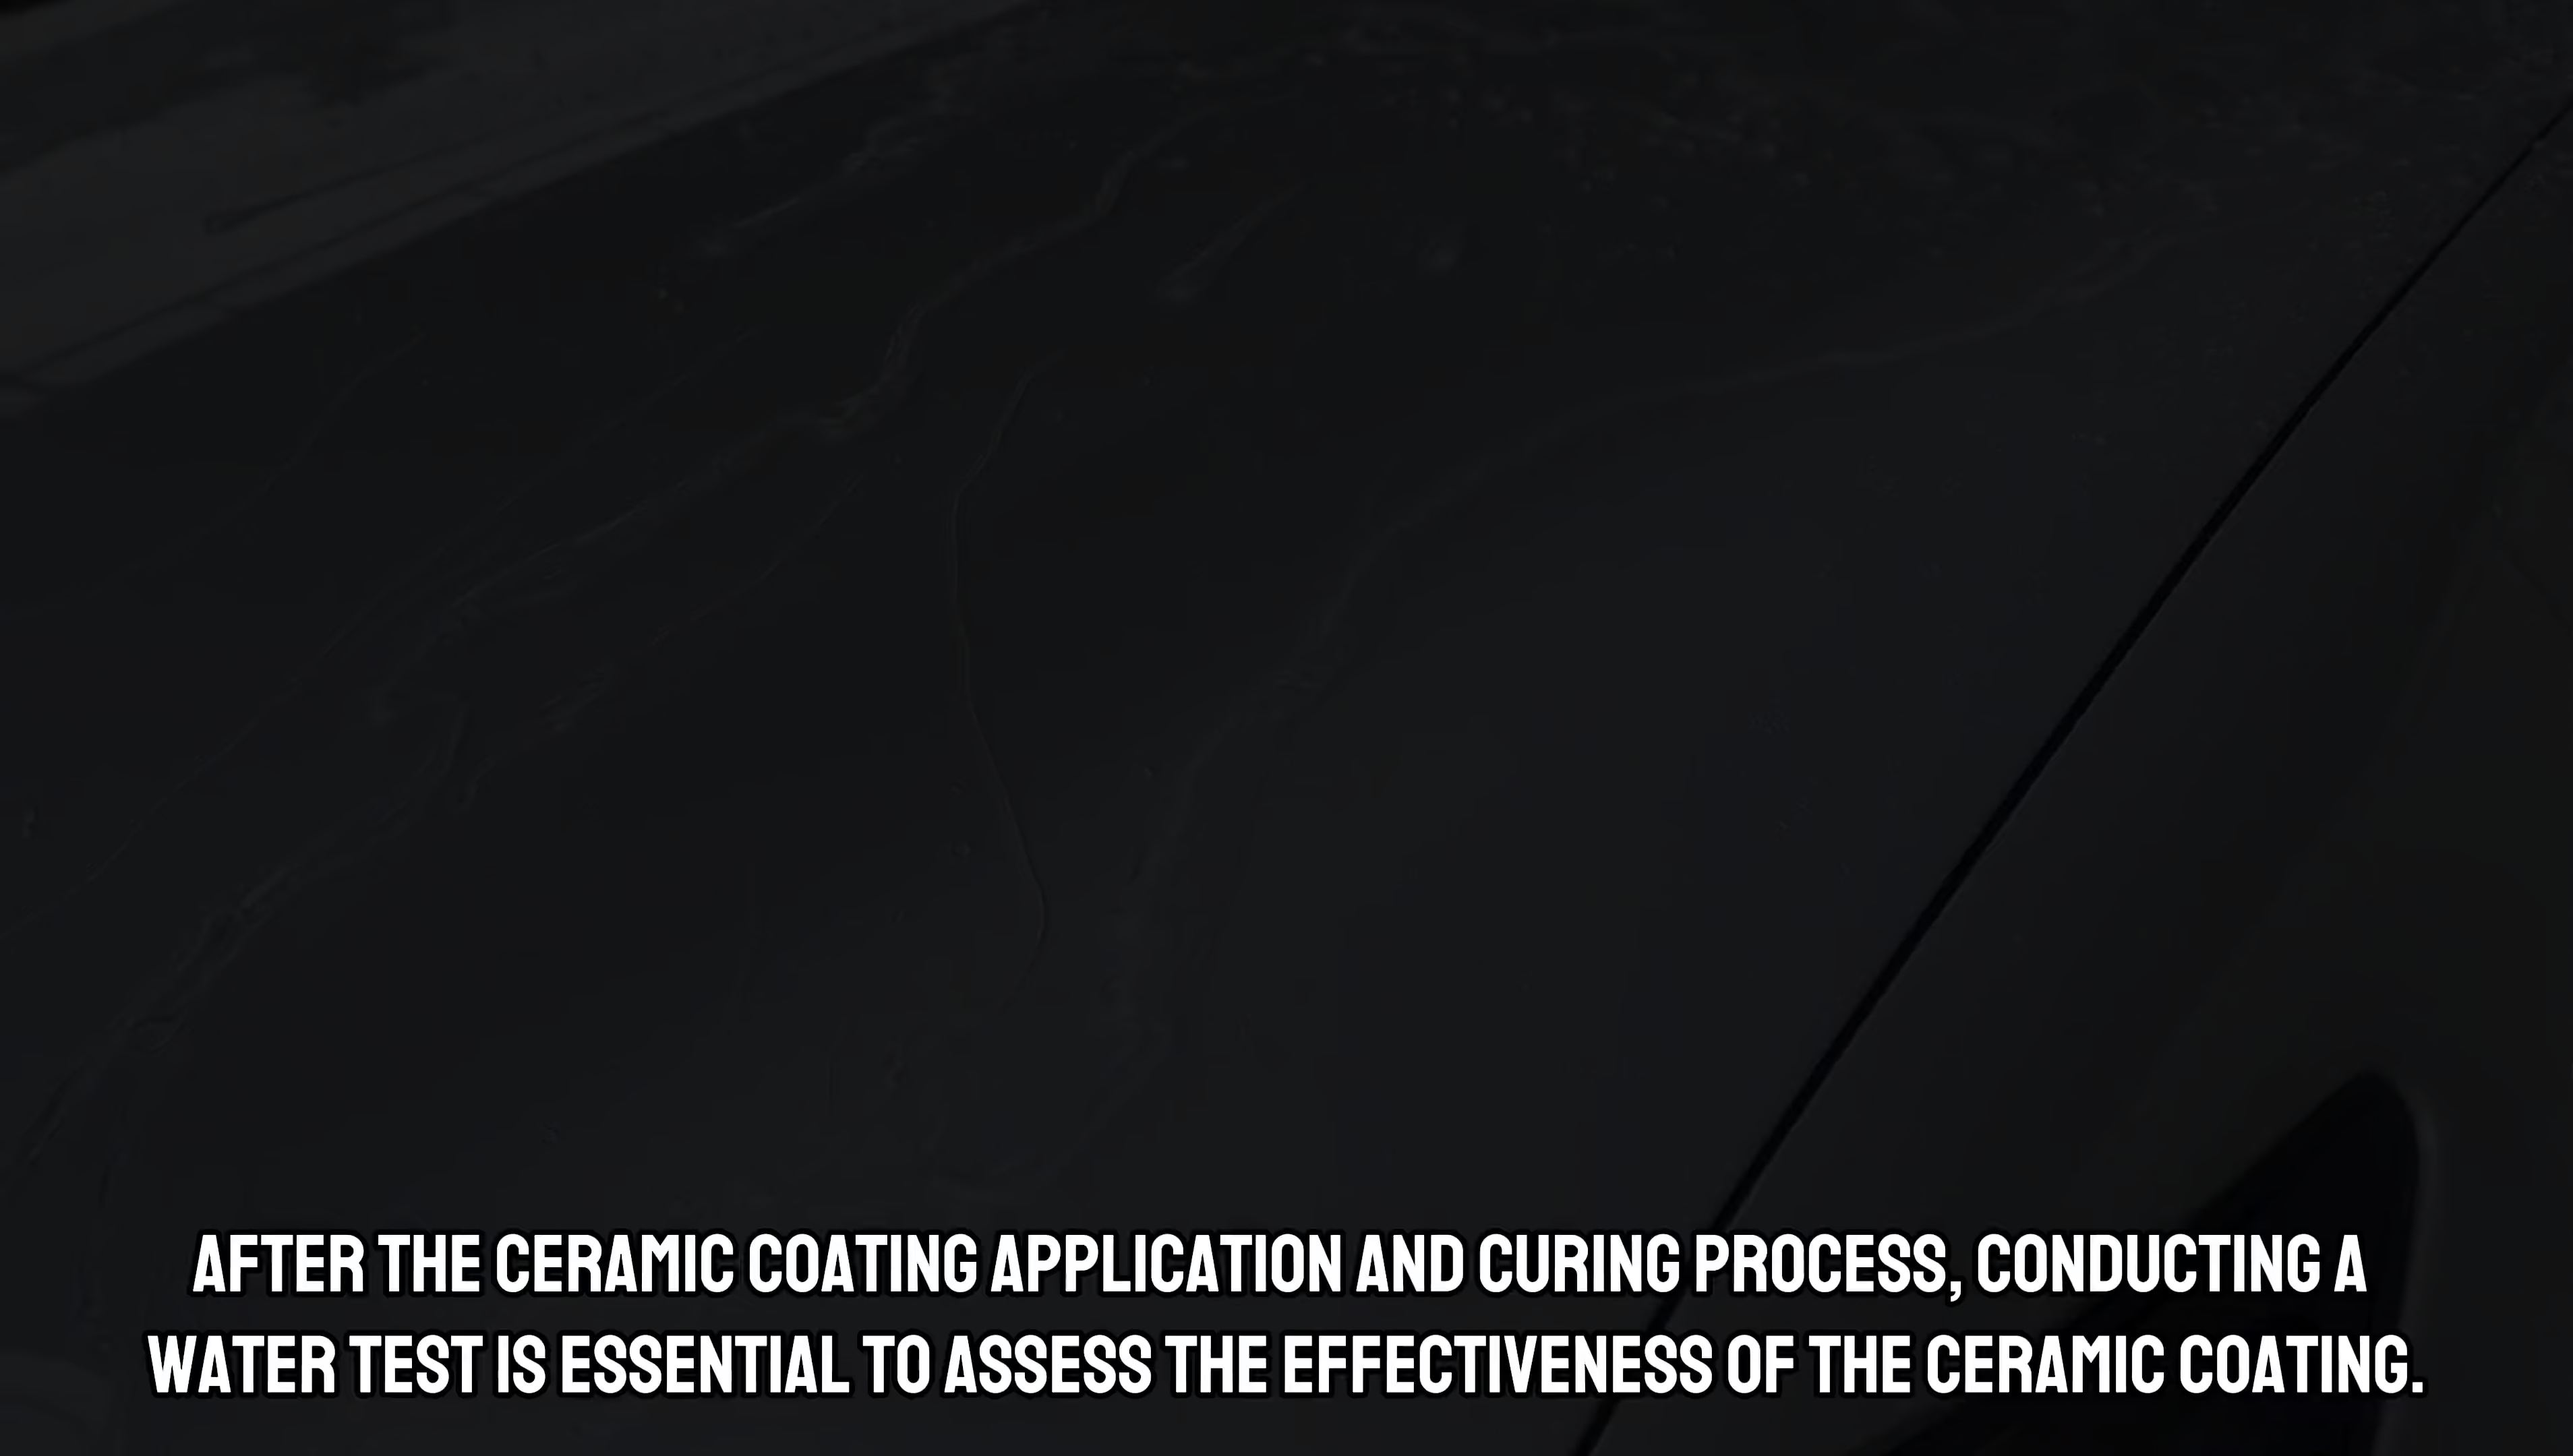 AFTER THE CERAMIC COATING APPLICATION AND CURING PROCESS, CONDUCTING A
WATER TEST IS ESSENTIAL TO ASSESS THE EFFECTIVENESS OF THE CERAMIC COATING.